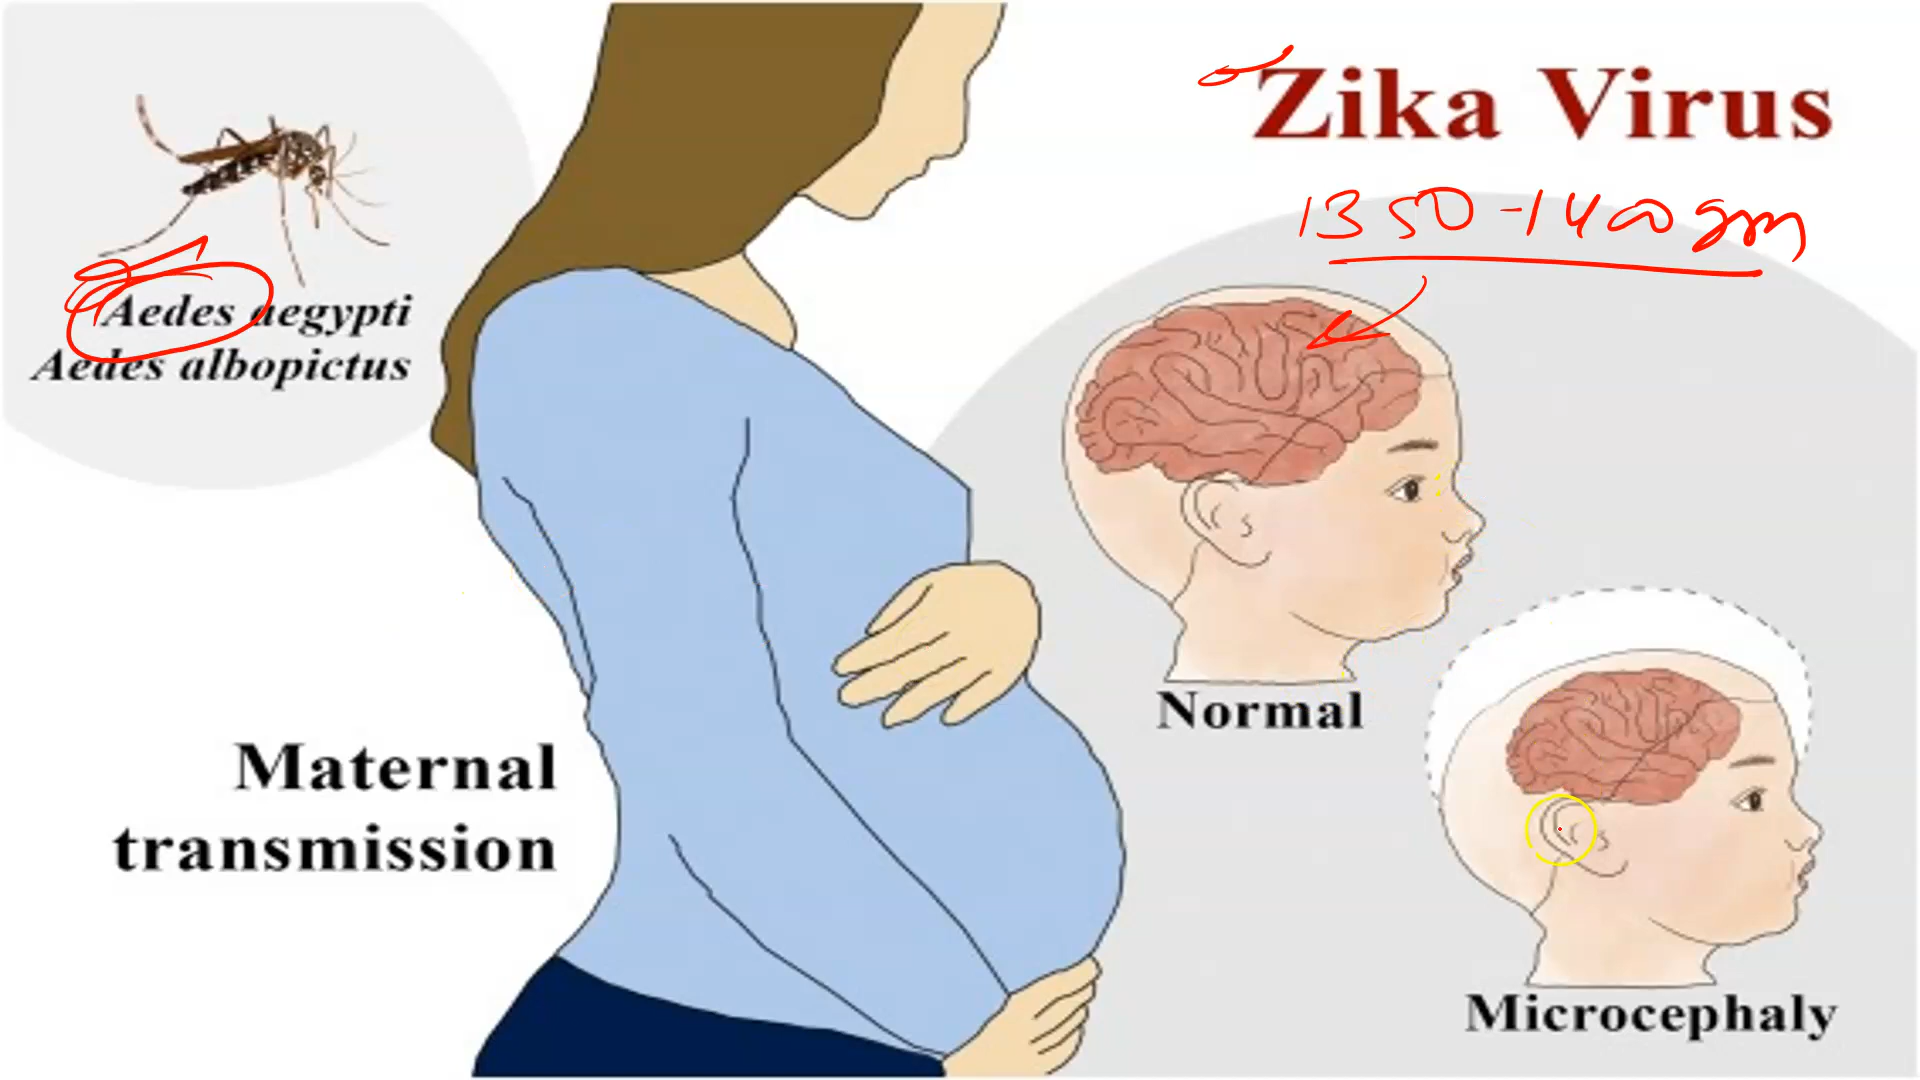 Zika Virus
1350-1400 gm
Aedes aegypti
Aedes albopictus
Normal
Maternal
transmission
Microcephaly